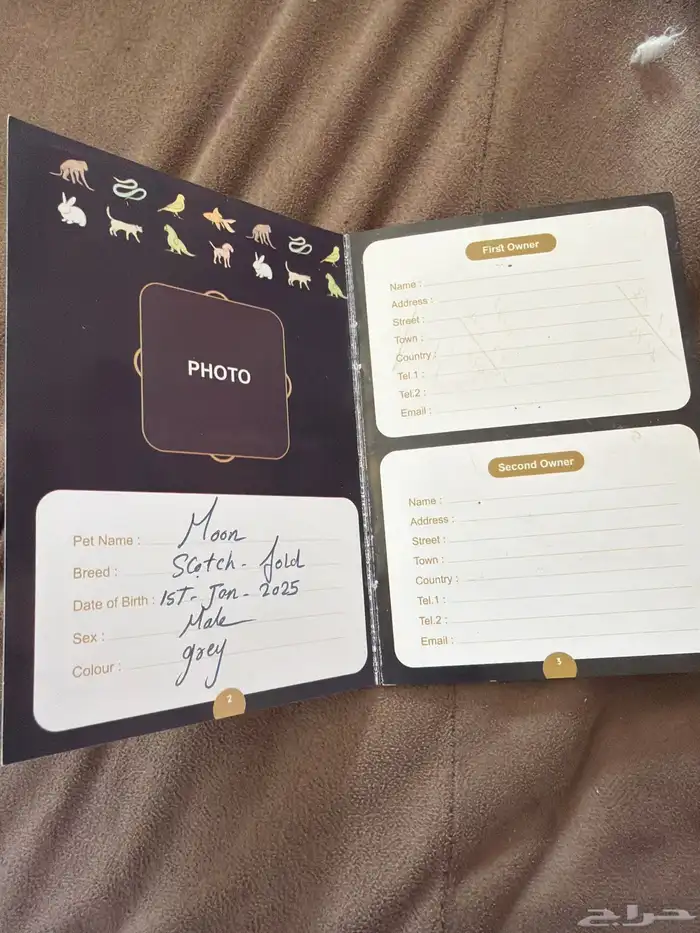 PHOTO
Pet Name : Moon
Breed : Scotch - fold
Date of Birth : 1ST - Jan - 2025
Sex : Male
Colour : grey
2
First Owner
Name :
Address :
Street :
Town :
Country :
Tel.1 :
Tel.2 :
Email :
Second Owner
Name :
Address :
Street :
Town :
Country :
Tel.1 :
Tel.2 :
Email :
3
حراج